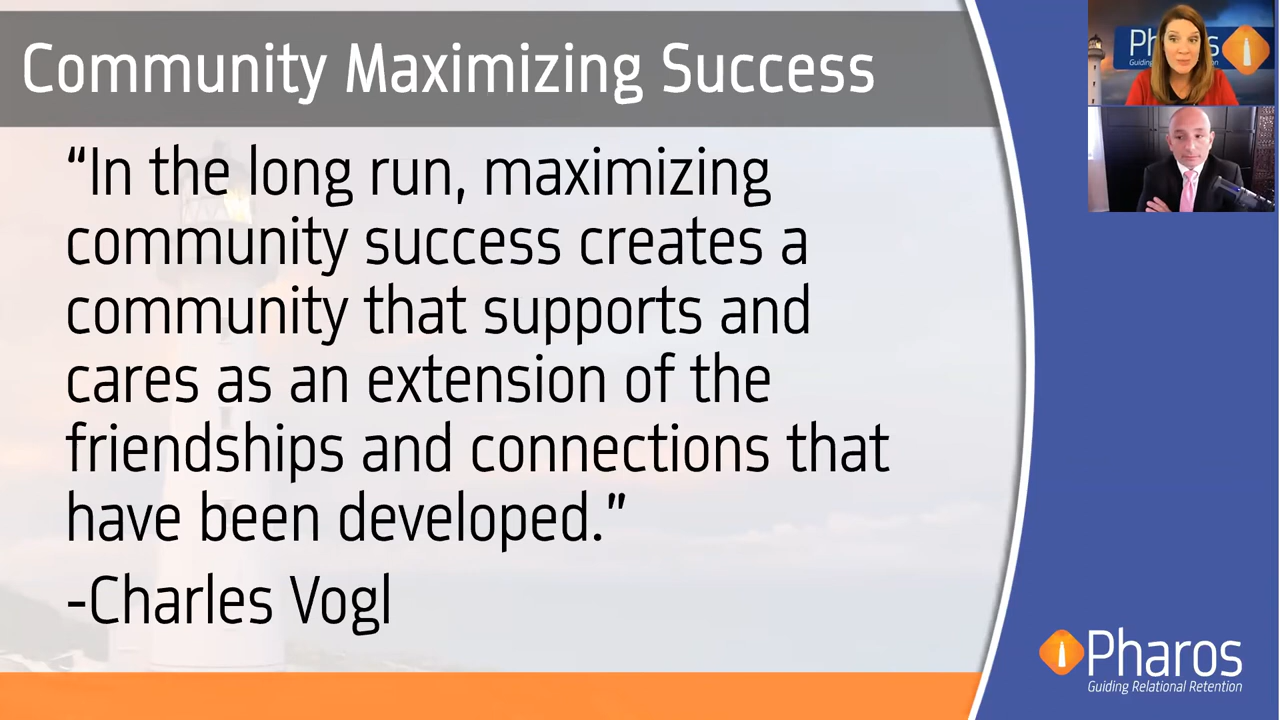 Community Maximizing Success
“In the long run, maximizing
community success creates a
community that supports and
cares as an extension of the
friendships and connections that
have been developed.”
-Charles Vogl
Pharos
Guiding Relational Retention